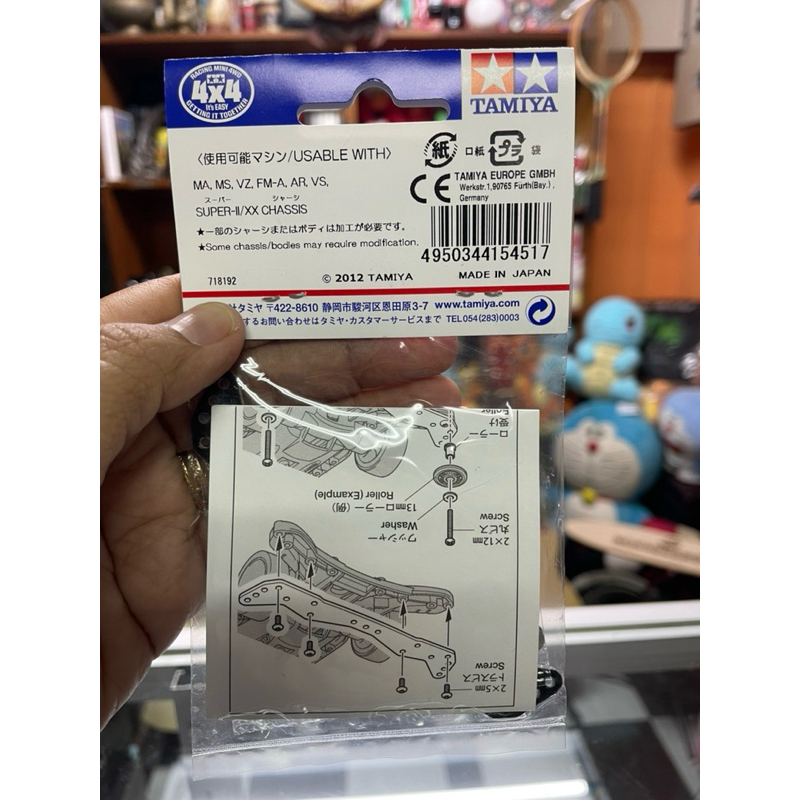 RACING MINI 4WD
4x4
It's EASY
GETTING IT TOGETHER
TAMIYA
〈使用可能マシン/USABLE WITH〉
MA, MS, VZ, FM-A, AR, VS,
スーパー シャーシ
SUPER-II/XX CHASSIS
★一部のシャーシまたはボディは加工が必要です。
★Some chassis/bodies may require modification.
718192
© 2012 TAMIYA
紙 口紙 プラ 袋
CE TAMIYA EUROPE GMBH
Werkstr.1,90765 Fürth(Bay.),
Germany
4950344154517
MADE IN JAPAN
タミヤ 〒422-8610 静岡市駿河区恩田原3-7 www.tamiya.com
するお問い合わせはタミヤ・カスタマーサービスまで TEL054(283)0003
2×5mm
トラスビス
Screw
2×12mm
丸ビス
Screw
ワッシャー
Washer
13mmローラー(例)
Roller (Example)
ローラー
受け
Roller